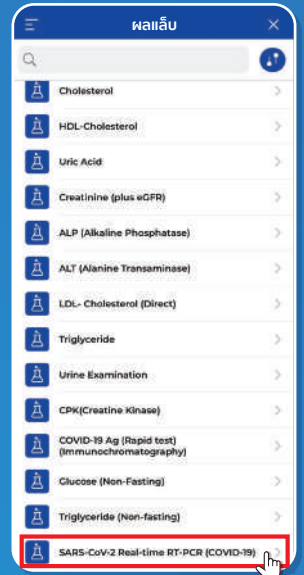 ผลแล็บ
Cholesterol
HDL-Cholesterol
Uric Acid
Creatinine (plus eGFR)
ALP (Alkaline Phosphatase)
ALT (Alanine Transaminase)
LDL- Cholesterol (Direct)
Triglyceride
Urine Examination
CPK(Creatine Kinase)
COVID-19 Ag (Rapid test)
(Immunochromatography)
Glucose (Non-Fasting)
Triglyceride (Non-fasting)
SARS-CoV-2 Real-time RT-PCR (COVID-19)